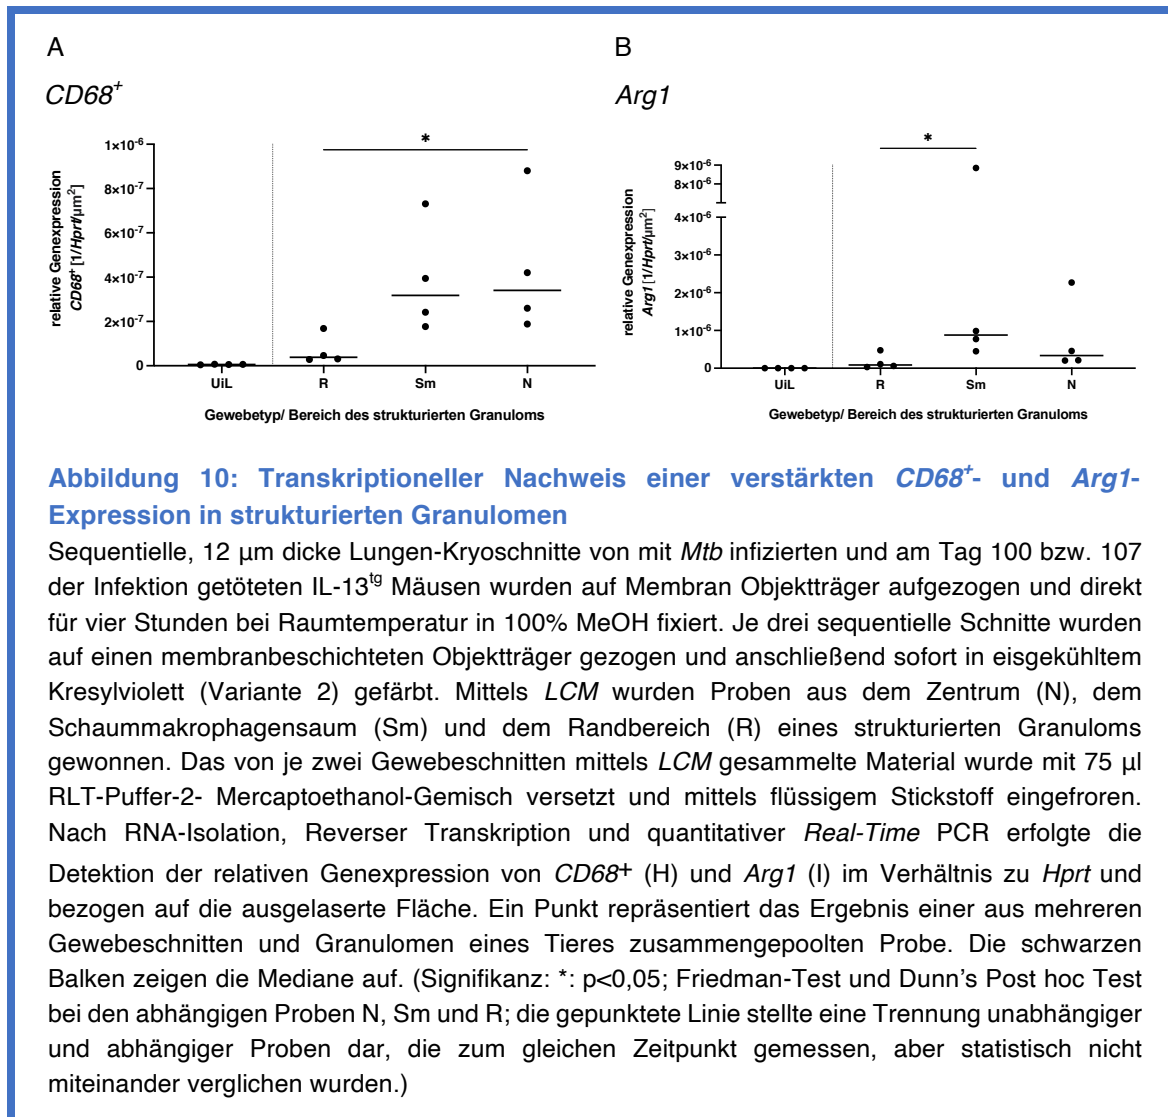 A
B
CD68⁺
Arg1
*
*
1×10⁻⁶
8×10⁻⁷
6×10⁻⁷
4×10⁻⁷
2×10⁻⁷
0
relative Genexpression
CD68⁺ [1/Hprt/µm²]
UiL R Sm N
Gewebetyp/ Bereich des strukturierten Granuloms
9×10⁻⁶
8×10⁻⁶
4×10⁻⁶
3×10⁻⁶
2×10⁻⁶
1×10⁻⁶
0
relative Genexpression
Arg1 [1/Hprt/µm²]
UiL R Sm N
Gewebetyp/ Bereich des strukturierten Granuloms
Abbildung 10: Transkriptioneller Nachweis einer verstärkten CD68⁺- und Arg1-
Expression in strukturierten Granulomen
Sequentielle, 12 µm dicke Lungen-Kryoschnitte von mit Mtb infizierten und am Tag 100 bzw. 107
der Infektion getöteten IL-13ᵗᵍ Mäusen wurden auf Membran Objektträger aufgezogen und direkt
für vier Stunden bei Raumtemperatur in 100% MeOH fixiert. Je drei sequentielle Schnitte wurden
auf einen membranbeschichteten Objektträger gezogen und anschließend sofort in eisgekühltem
Kresylviolett (Variante 2) gefärbt. Mittels LCM wurden Proben aus dem Zentrum (N), dem
Schaummakrophagensaum (Sm) und dem Randbereich (R) eines strukturierten Granuloms
gewonnen. Das von je zwei Gewebeschnitten mittels LCM gesammelte Material wurde mit 75 µl
RLT-Puffer-2- Mercaptoethanol-Gemisch versetzt und mittels flüssigem Stickstoff eingefroren.
Nach RNA-Isolation, Reverser Transkription und quantitativer Real-Time PCR erfolgte die
Detektion der relativen Genexpression von CD68+ (H) und Arg1 (I) im Verhältnis zu Hprt und
bezogen auf die ausgelaserte Fläche. Ein Punkt repräsentiert das Ergebnis einer aus mehreren
Gewebeschnitten und Granulomen eines Tieres zusammengepoolten Probe. Die schwarzen
Balken zeigen die Mediane auf. (Signifikanz: *: p<0,05; Friedman-Test und Dunn's Post hoc Test
bei den abhängigen Proben N, Sm und R; die gepunktete Linie stellte eine Trennung unabhängiger
und abhängiger Proben dar, die zum gleichen Zeitpunkt gemessen, aber statistisch nicht
miteinander verglichen wurden.)